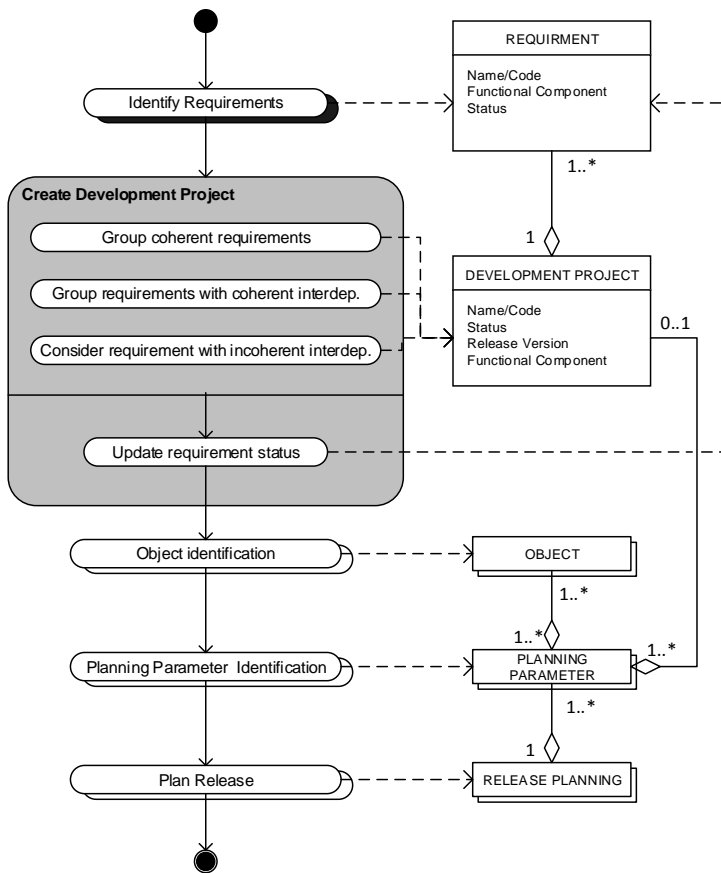 REQUIRMENT
Name/Code
Functional Component
Status
Identify Requirements
1..*
Create Development Project
Group coherent requirements
1
DEVELOPMENT PROJECT
Group requirements with coherent interdep.
Name/Code
Status
Release Version
Functional Component
0..1
Consider requirement with incoherent interdep.
Update requirement status
Object identification
OBJECT
1..*
1..*
1..*
Planning Parameter Identification
PLANNING
PARAMETER
1..*
1
Plan Release
RELEASE PLANNING